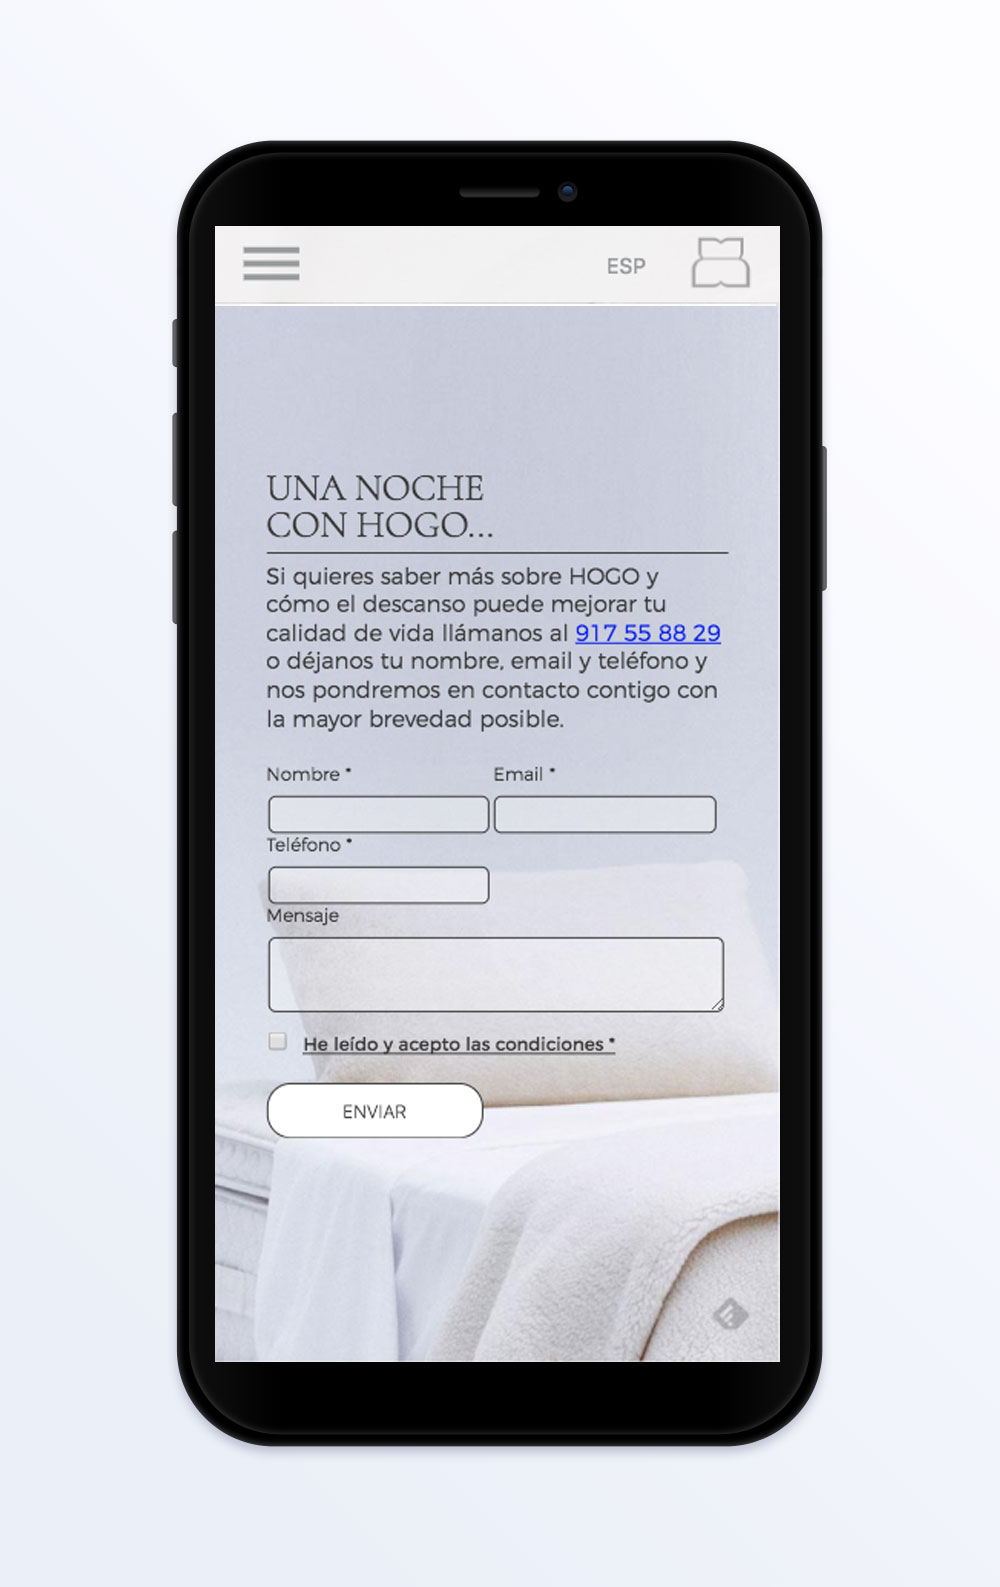 ESP
UNA NOCHE
CON HOGO...
Si quieres saber más sobre HOGO y
cómo el descanso puede mejorar tu
calidad de vida llámanos al 917 55 88 29
o déjanos tu nombre, email y teléfono y
nos pondremos en contacto contigo con
la mayor brevedad posible.
Nombre * Email *
Teléfono *
Mensaje
He leído y acepto las condiciones *
ENVIAR